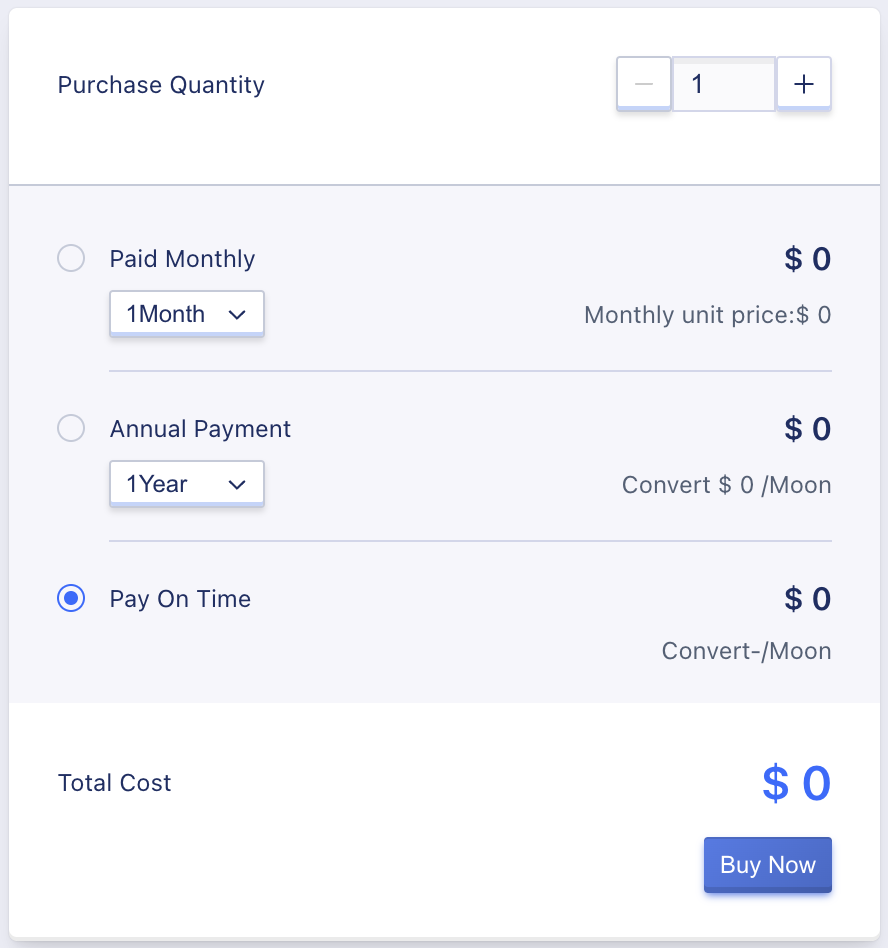 Purchase Quantity
1
Paid Monthly
$ 0
1Month
Monthly unit price:$ 0
Annual Payment
$ 0
1Year
Convert $ 0 /Moon
Pay On Time
$ 0
Convert-/Moon
Total Cost
$ 0
Buy Now